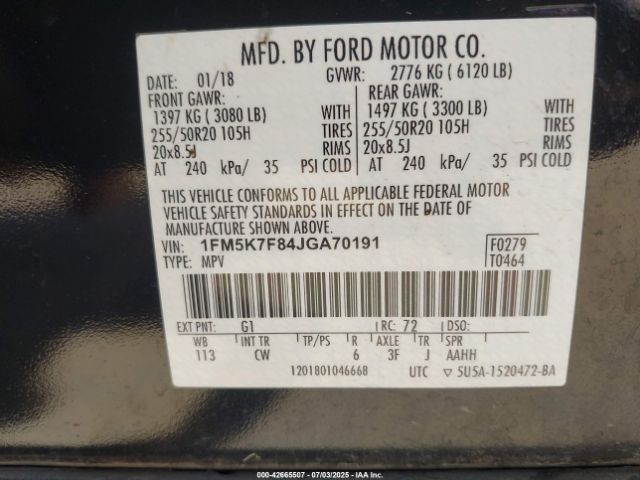 MFD. BY FORD MOTOR CO.
DATE: 01/18 GVWR: 2776 KG ( 6120 LB)
FRONT GAWR: REAR GAWR:
1397 KG ( 3080 LB) WITH 1497 KG ( 3300 LB) WITH
255/50R20 105H TIRES 255/50R20 105H TIRES
20x8.5J RIMS 20x8.5J RIMS
AT 240 kPa/ 35 PSI COLD AT 240 kPa/ 35 PSI COLD
THIS VEHICLE CONFORMS TO ALL APPLICABLE FEDERAL MOTOR
VEHICLE SAFETY STANDARDS IN EFFECT ON THE DATE OF
MANUFACTURE SHOWN ABOVE.
VIN: 1FM5K7F84JGA70191 F0279
TYPE: MPV T0464
EXT PNT: G1 RC: 72 DSO:
WB INT TR TP/PS R AXLE TR SPR
113 CW 6 3F J AAHH
1201801046668 UTC ▽ 5U5A-1520472-BA
000-42665507 - 07/03/2025 - IAA Inc.